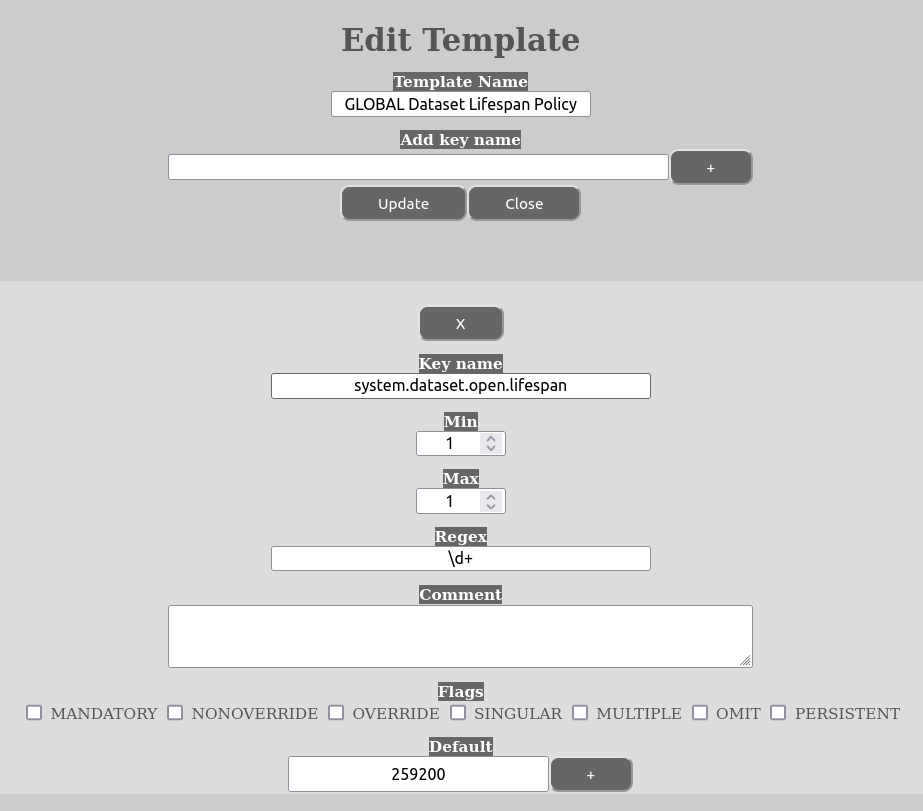 Edit Template
Template Name
GLOBAL Dataset Lifespan Policy
Add key name
+
Update Close
X
Key name
system.dataset.open.lifespan
Min
1
Max
1
Regex
\d+
Comment
Flags
MANDATORY NONOVERRIDE OVERRIDE SINGULAR MULTIPLE OMIT PERSISTENT
Default
259200 +